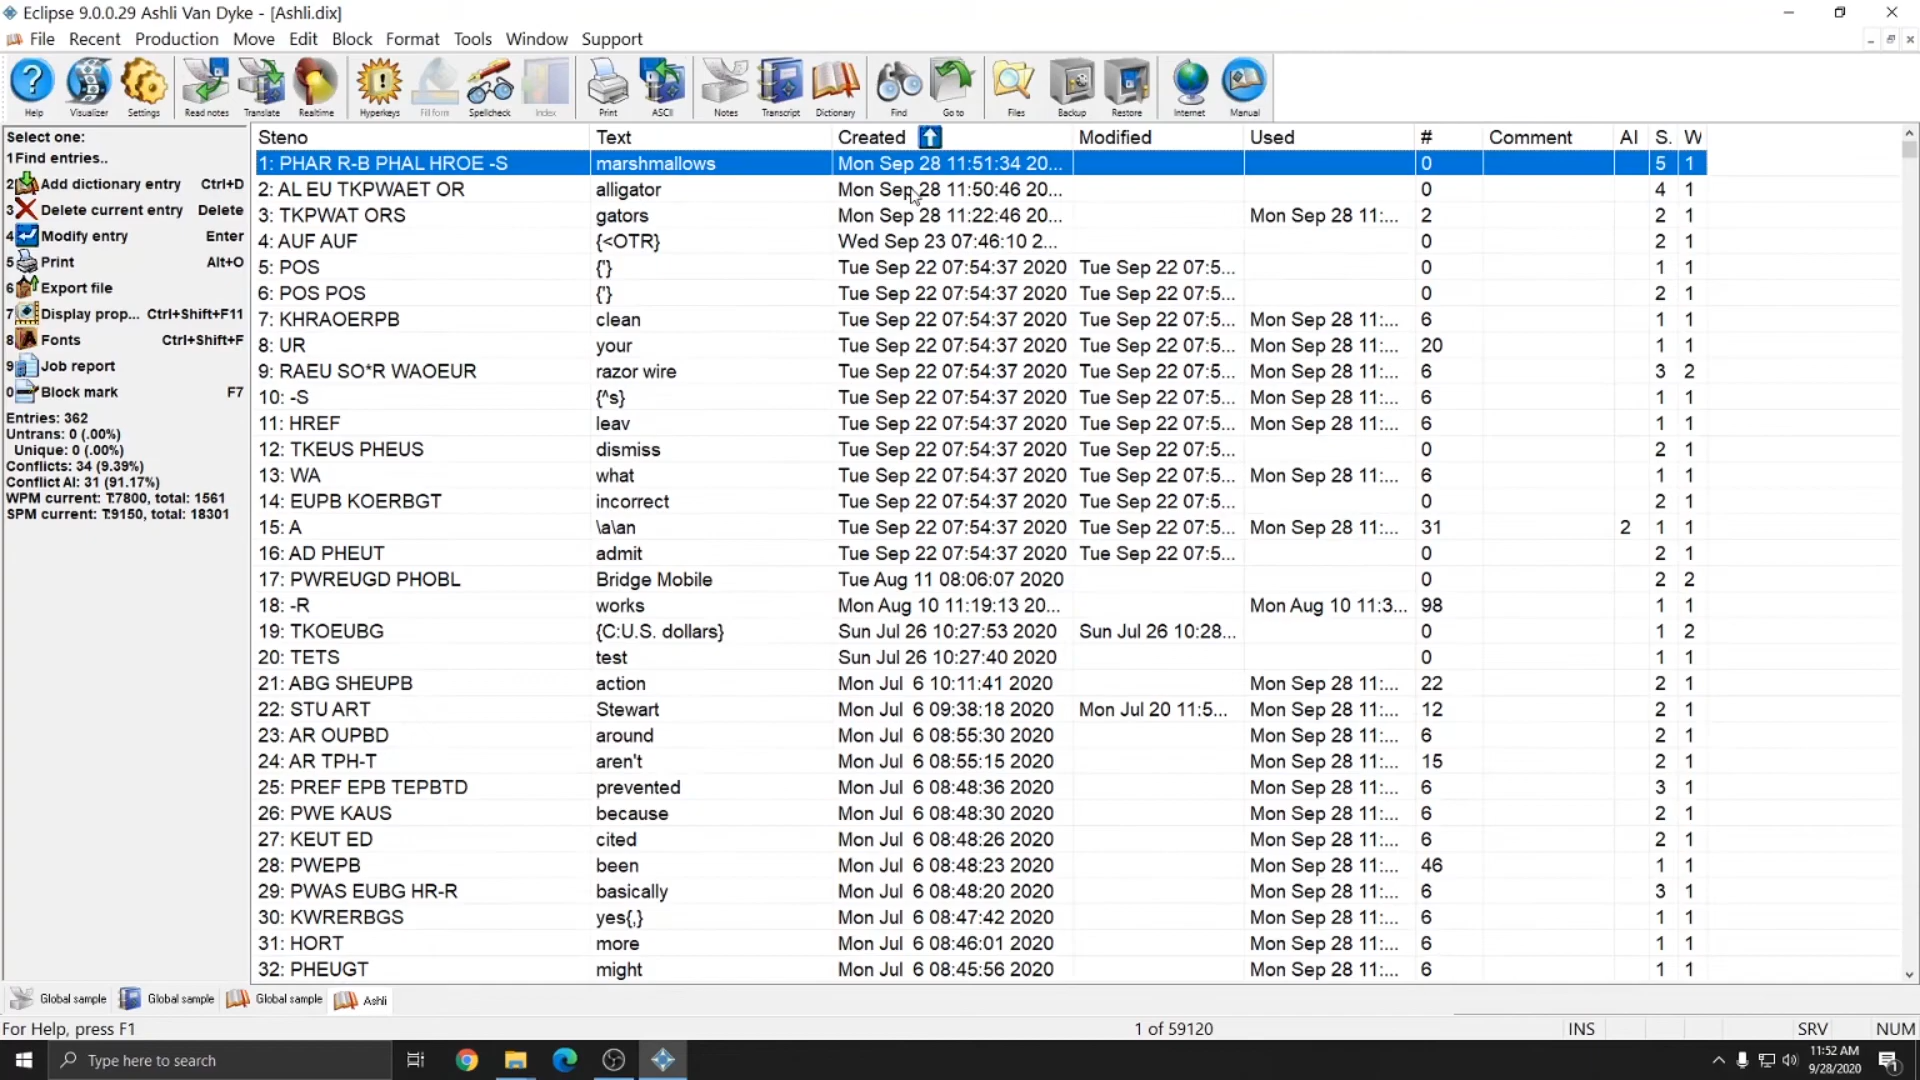 Eclipse 9.0.0.29 Ashli Van Dyke - [Ashli.dix]
File Recent Production Move Edit Block Format Tools Window Support
Help Visualizer Settings Read notes Translate Realtime Hyperkeys Fill form Spellcheck Index Print ASCII Notes Transcript Dictionary Find Go to Files Backup Restore Internet Manual
Select one:
1 Find entries..
2 Add dictionary entry Ctrl+D
3 Delete current entry Delete
4 Modify entry Enter
5 Print Alt+O
6 Export file
7 Display prop... Ctrl+Shift+F11
8 Fonts Ctrl+Shift+F
9 Job report
0 Block mark F7
Entries: 362
Untrans: 0 (.00%)
Unique: 0 (.00%)
Conflicts: 34 (9.39%)
Conflict AI: 31 (91.17%)
WPM current: T:7800, total: 1561
SPM current: T:9150, total: 18301
Steno Text Created Modified Used # Comment AI S. W
1: PHAR R-B PHAL HROE -S marshmallows Mon Sep 28 11:51:34 20... 0 5 1
2: AL EU TKPWAET OR alligator Mon Sep 28 11:50:46 20... 0 4 1
3: TKPWAT ORS gators Mon Sep 28 11:22:46 20... Mon Sep 28 11:... 2 2 1
4: AUF AUF {<OTR} Wed Sep 23 07:46:10 2... 0 2 1
5: POS {'} Tue Sep 22 07:54:37 2020 Tue Sep 22 07:5... 0 1 1
6: POS POS {'} Tue Sep 22 07:54:37 2020 Tue Sep 22 07:5... 0 2 1
7: KHRAOERPB clean Tue Sep 22 07:54:37 2020 Tue Sep 22 07:5... Mon Sep 28 11:... 6 1 1
8: UR your Tue Sep 22 07:54:37 2020 Tue Sep 22 07:5... Mon Sep 28 11:... 20 1 1
9: RAEU SO*R WAOEUR razor wire Tue Sep 22 07:54:37 2020 Tue Sep 22 07:5... Mon Sep 28 11:... 6 3 2
10: -S {^s} Tue Sep 22 07:54:37 2020 Tue Sep 22 07:5... Mon Sep 28 11:... 6 1 1
11: HREF leav Tue Sep 22 07:54:37 2020 Tue Sep 22 07:5... Mon Sep 28 11:... 6 1 1
12: TKEUS PHEUS dismiss Tue Sep 22 07:54:37 2020 Tue Sep 22 07:5... 0 2 1
13: WA what Tue Sep 22 07:54:37 2020 Tue Sep 22 07:5... Mon Sep 28 11:... 6 1 1
14: EUPB KOERBGT incorrect Tue Sep 22 07:54:37 2020 Tue Sep 22 07:5... 0 2 1
15: A \a\an Tue Sep 22 07:54:37 2020 Tue Sep 22 07:5... Mon Sep 28 11:... 31 2 1 1
16: AD PHEUT admit Tue Sep 22 07:54:37 2020 Tue Sep 22 07:5... 0 2 1
17: PWREUGD PHOBL Bridge Mobile Tue Aug 11 08:06:07 2020 0 2 2
18: -R works Mon Aug 10 11:19:13 20... Mon Aug 10 11:3... 98 1 1
19: TKOEUBG {C:U.S. dollars} Sun Jul 26 10:27:53 2020 Sun Jul 26 10:28... 0 1 2
20: TETS test Sun Jul 26 10:27:40 2020 0 1 1
21: ABG SHEUPB action Mon Jul 6 10:11:41 2020 Mon Sep 28 11:... 22 2 1
22: STU ART Stewart Mon Jul 6 09:38:18 2020 Mon Jul 20 11:5... Mon Sep 28 11:... 12 2 1
23: AR OUPBD around Mon Jul 6 08:55:30 2020 Mon Sep 28 11:... 6 2 1
24: AR TPH-T aren't Mon Jul 6 08:55:15 2020 Mon Sep 28 11:... 15 2 1
25: PREF EPB TEPBTD prevented Mon Jul 6 08:48:36 2020 Mon Sep 28 11:... 6 3 1
26: PWE KAUS because Mon Jul 6 08:48:30 2020 Mon Sep 28 11:... 6 2 1
27: KEUT ED cited Mon Jul 6 08:48:26 2020 Mon Sep 28 11:... 6 2 1
28: PWEPB been Mon Jul 6 08:48:23 2020 Mon Sep 28 11:... 46 1 1
29: PWAS EUBG HR-R basically Mon Jul 6 08:48:20 2020 Mon Sep 28 11:... 6 3 1
30: KWRERBGS yes{,} Mon Jul 6 08:47:42 2020 Mon Sep 28 11:... 6 1 1
31: HORT more Mon Jul 6 08:46:01 2020 Mon Sep 28 11:... 6 1 1
32: PHEUGT might Mon Jul 6 08:45:56 2020 Mon Sep 28 11:... 6 1 1
Global sample Global sample Global sample Ashli
For Help, press F1 1 of 59120 INS SRV NUM
Type here to search 11:52 AM
9/28/2020